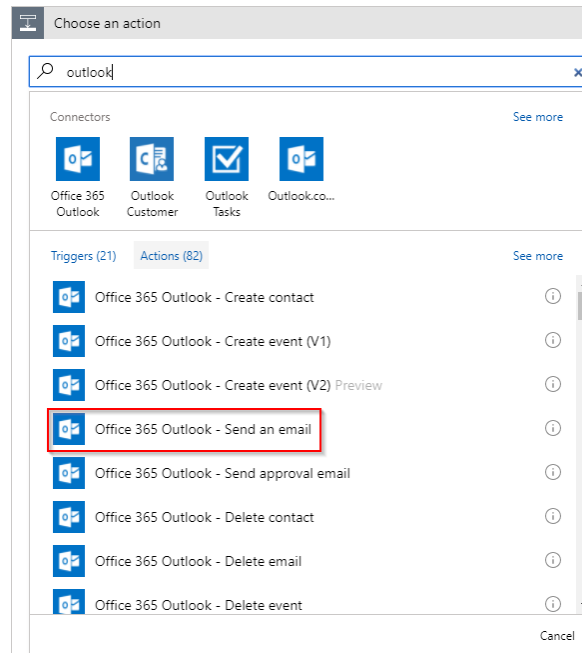 Choose an action
outlook
Connectors
See more
Office 365
Outlook
Outlook
Customer
Outlook
Tasks
Outlook.co...
Triggers (21)
Actions (82)
See more
Office 365 Outlook - Create contact
Office 365 Outlook - Create event (V1)
Office 365 Outlook - Create event (V2) Preview
Office 365 Outlook - Send an email
Office 365 Outlook - Send approval email
Office 365 Outlook - Delete contact
Office 365 Outlook - Delete email
Office 365 Outlook - Delete event
Cancel